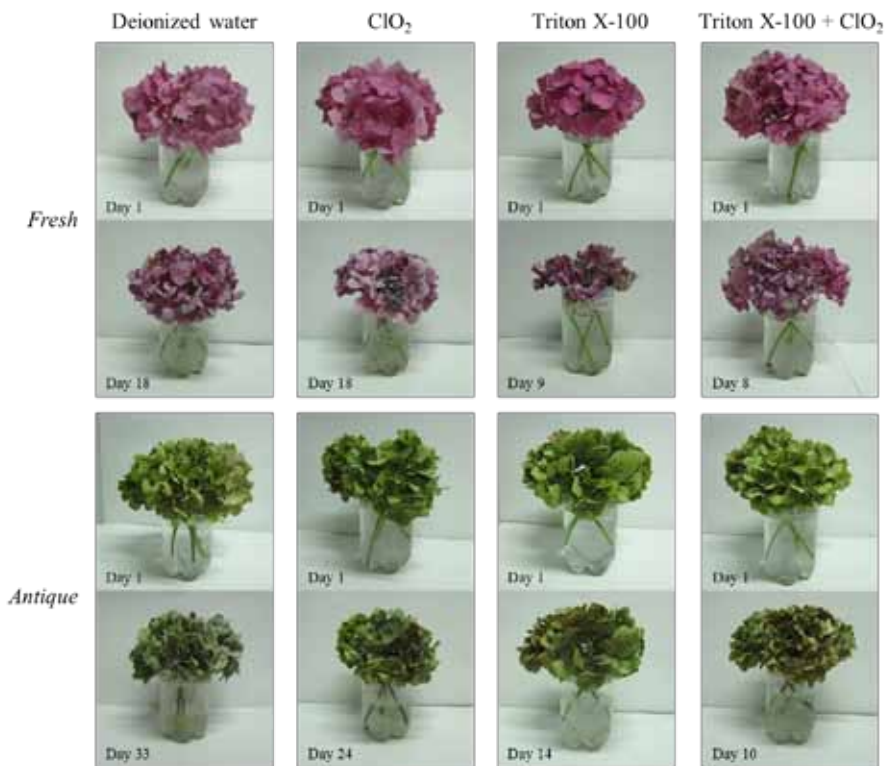 Deionized water ClO₂ Triton X-100 Triton X-100 + ClO₂
Day 1 Day 1 Day 1 Day 1
Fresh
Day 18 Day 18 Day 9 Day 8
Day 1 Day 1 Day 1 Day 1
Antique
Day 33 Day 24 Day 14 Day 10